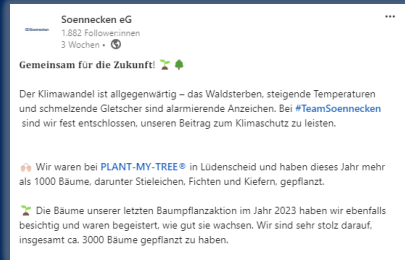 Soennecken eG
Soennecken
1.882 Follower:innen
3 Wochen •
Gemeinsam für die Zukunft! 🌱🌲
Der Klimawandel ist allgegenwärtig – das Waldsterben, steigende Temperaturen
und schmelzende Gletscher sind alarmierende Anzeichen. Bei #TeamSoennecken
sind wir fest entschlossen, unseren Beitrag zum Klimaschutz zu leisten.
🙌🏻 Wir waren bei PLANT-MY-TREE® in Lüdenscheid und haben dieses Jahr mehr
als 1000 Bäume, darunter Stieleichen, Fichten und Kiefern, gepflanzt.
🌱 Die Bäume unserer letzten Baumpflanzaktion im Jahr 2023 haben wir ebenfalls
besichtig und waren begeistert, wie gut sie wachsen. Wir sind sehr stolz darauf,
insgesamt ca. 3000 Bäume gepflanzt zu haben.